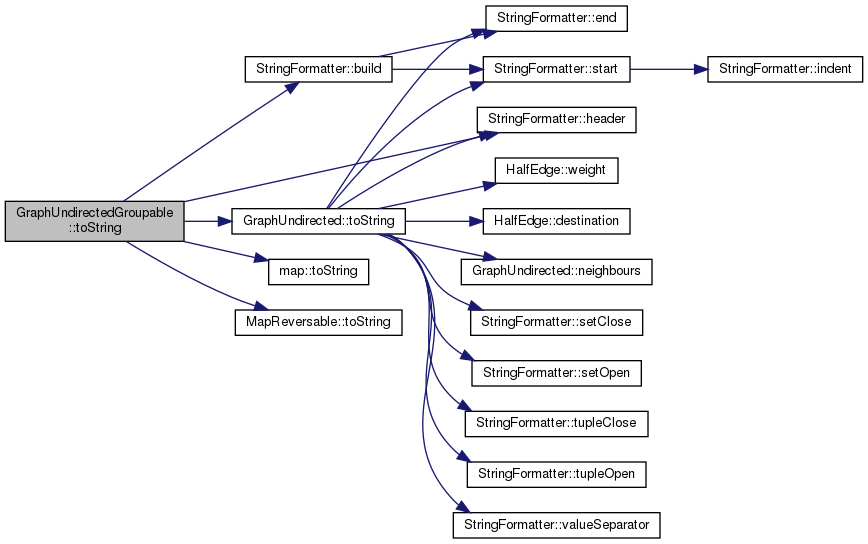 StringFormatter::end
StringFormatter::build
StringFormatter::start
StringFormatter::indent
StringFormatter::header
HalfEdge::weight
GraphUndirectedGroupable
::toString
GraphUndirected::toString
HalfEdge::destination
map::toString
GraphUndirected::neighbours
MapReversable::toString
StringFormatter::setClose
StringFormatter::setOpen
StringFormatter::tupleClose
StringFormatter::tupleOpen
StringFormatter::valueSeparator